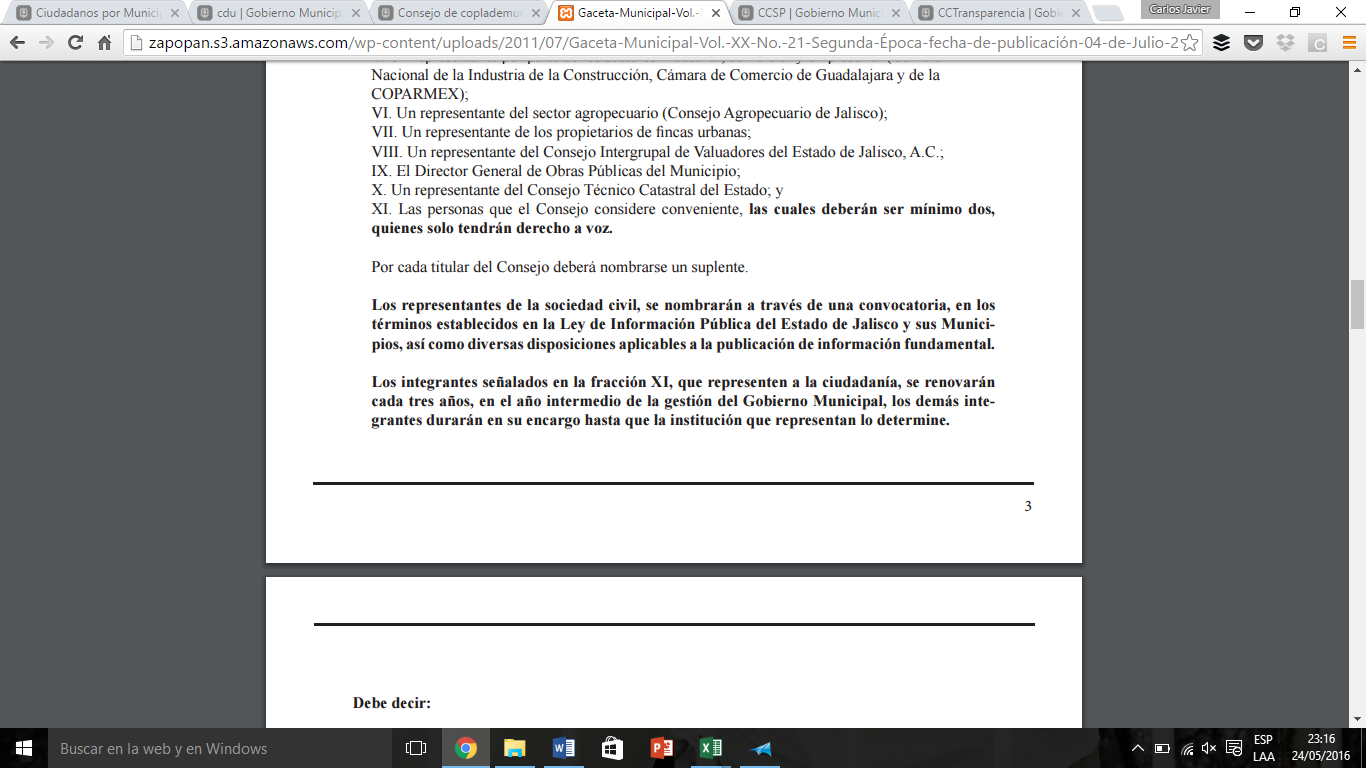 Ciudadanos por Munici
cdu | Gobierno Municip
Consejo de coplademu
Gaceta-Municipal-Vol.-
CCSP | Gobierno Munic
CCTransparencia | Gobi
Carlos Javier
zapopan.s3.amazonaws.com/wp-content/uploads/2011/07/Gaceta-Municipal-Vol.-XX-No.-21-Segunda-Época-fecha-de-publicación-04-de-Julio-2
Nacional de la Industria de la Construcción, Cámara de Comercio de Guadalajara y de la
COPARMEX);
VI. Un representante del sector agropecuario (Consejo Agropecuario de Jalisco);
VII. Un representante de los propietarios de fincas urbanas;
VIII. Un representante del Consejo Intergrupal de Valuadores del Estado de Jalisco, A.C.;
IX. El Director General de Obras Públicas del Municipio;
X. Un representante del Consejo Técnico Catastral del Estado; y
XI. Las personas que el Consejo considere conveniente, las cuales deberán ser mínimo dos,
quienes solo tendrán derecho a voz.
Por cada titular del Consejo deberá nombrarse un suplente.
Los representantes de la sociedad civil, se nombrarán a través de una convocatoria, en los
términos establecidos en la Ley de Información Pública del Estado de Jalisco y sus Munici-
pios, así como diversas disposiciones aplicables a la publicación de información fundamental.
Los integrantes señalados en la fracción XI, que representen a la ciudadanía, se renovarán
cada tres años, en el año intermedio de la gestión del Gobierno Municipal, los demás inte-
grantes durarán en su encargo hasta que la institución que representan lo determine.
3
Debe decir:
Buscar en la web y en Windows
ESP
LAA
23:16
24/05/2016